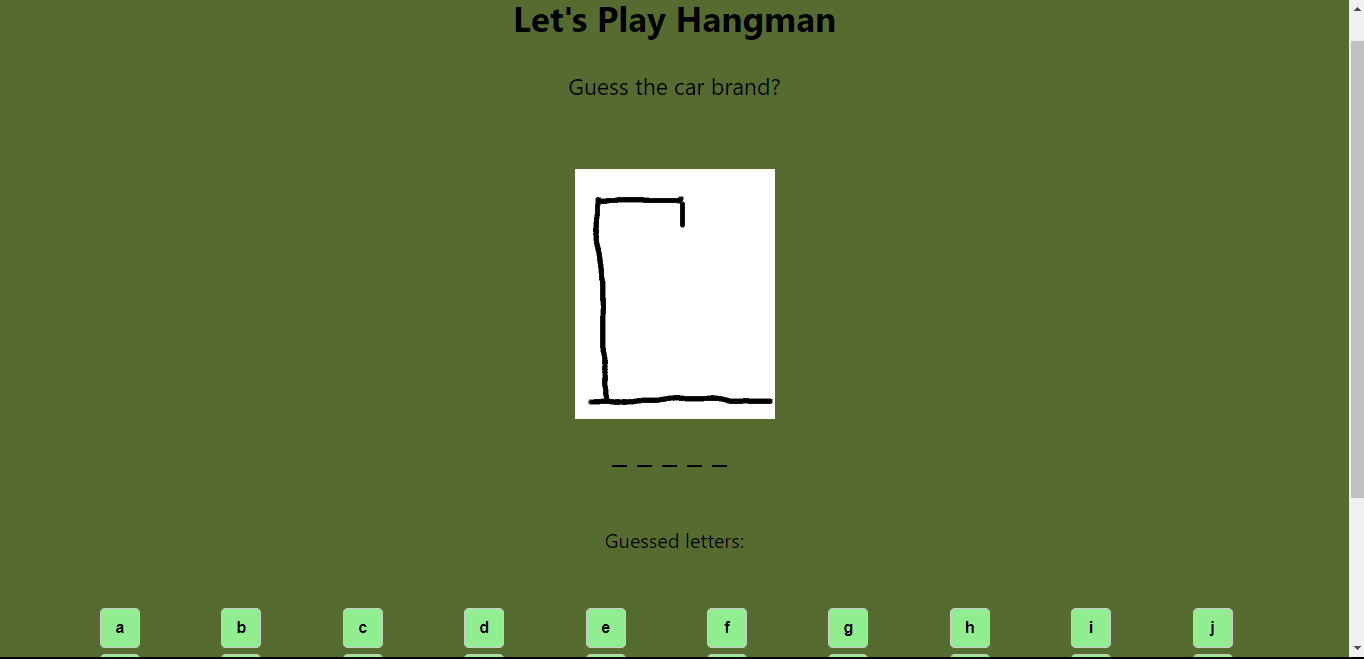 Let's Play Hangman
Guess the car brand?
_ _ _ _ _
Guessed letters:
a b c d e f g h i j